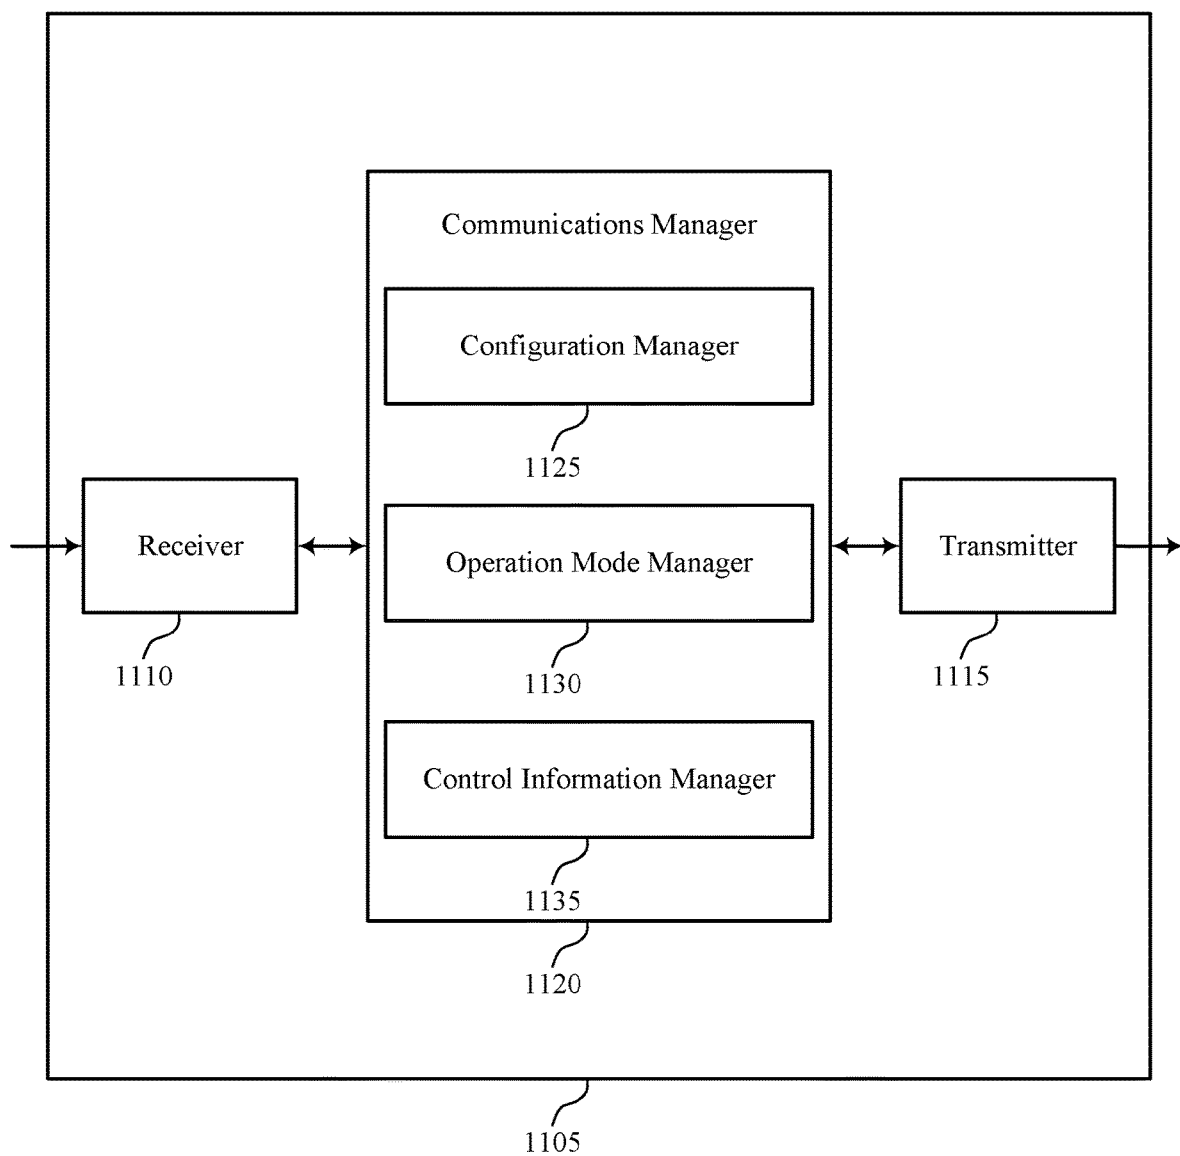 Communications Manager
Configuration Manager
1125
Receiver
Operation Mode Manager
Transmitter
1110
1130
1115
Control Information Manager
1135
1120
1105